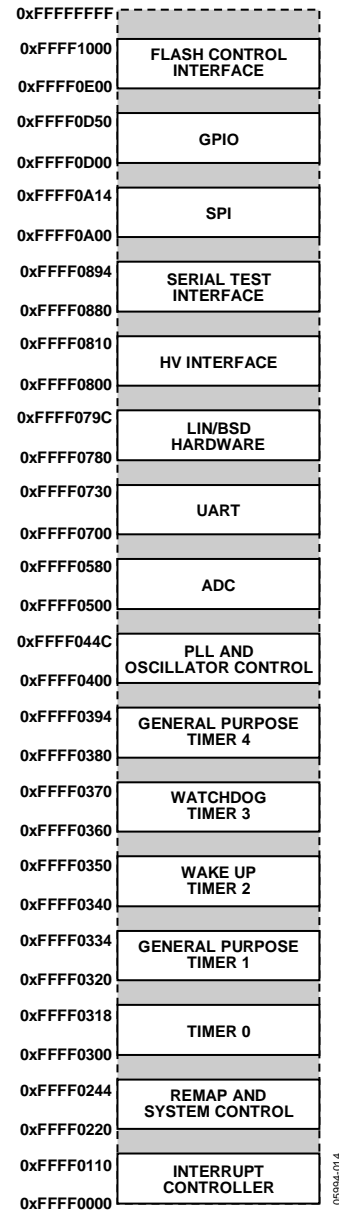 0xFFFFFFFF
0xFFFF1000
FLASH CONTROL
INTERFACE
0xFFFF0E00
0xFFFF0D50
GPIO
0xFFFF0D00
0xFFFF0A14
SPI
0xFFFF0A00
0xFFFF0894
SERIAL TEST
INTERFACE
0xFFFF0880
0xFFFF0810
HV INTERFACE
0xFFFF0800
0xFFFF079C
LIN/BSD
HARDWARE
0xFFFF0780
0xFFFF0730
UART
0xFFFF0700
0xFFFF0580
ADC
0xFFFF0500
0xFFFF044C
PLL AND
OSCILLATOR CONTROL
0xFFFF0400
0xFFFF0394
GENERAL PURPOSE
TIMER 4
0xFFFF0380
0xFFFF0370
WATCHDOG
TIMER 3
0xFFFF0360
0xFFFF0350
WAKE UP
TIMER 2
0xFFFF0340
0xFFFF0334
GENERAL PURPOSE
TIMER 1
0xFFFF0320
0xFFFF0318
TIMER 0
0xFFFF0300
0xFFFF0244
REMAP AND
SYSTEM CONTROL
0xFFFF0220
0xFFFF0110
INTERRUPT
CONTROLLER
0xFFFF0000
05994-014